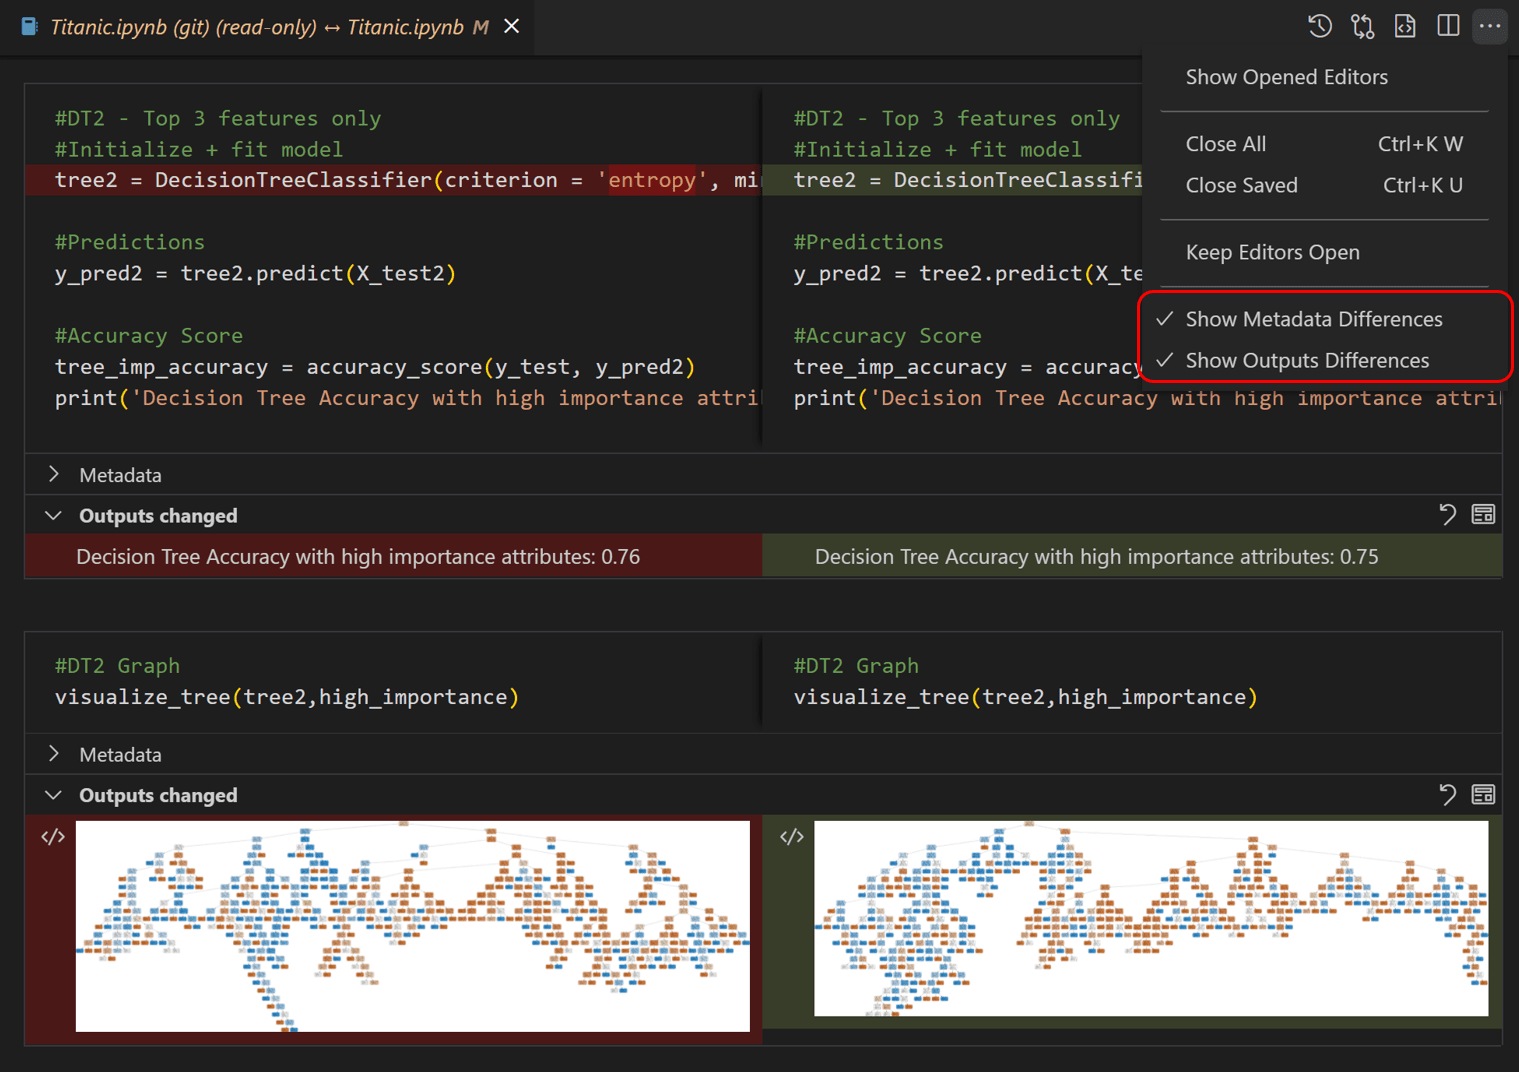 Titanic.ipynb (git) (read-only) ↔ Titanic.ipynb M
Show Opened Editors
Close All Ctrl+K W
Close Saved Ctrl+K U
Keep Editors Open
Show Metadata Differences
Show Outputs Differences
#DT2 - Top 3 features only
#Initialize + fit model
tree2 = DecisionTreeClassifier(criterion = 'entropy', mi
#Predictions
y_pred2 = tree2.predict(X_test2)
#Accuracy Score
tree_imp_accuracy = accuracy_score(y_test, y_pred2)
print('Decision Tree Accuracy with high importance attri
#DT2 - Top 3 features only
#Initialize + fit model
tree2 = DecisionTreeClassifi
#Predictions
y_pred2 = tree2.predict(X_te
#Accuracy Score
tree_imp_accuracy = accuracy
print('Decision Tree Accuracy with high importance attri
Metadata
Outputs changed
Decision Tree Accuracy with high importance attributes: 0.76
Decision Tree Accuracy with high importance attributes: 0.75
#DT2 Graph
visualize_tree(tree2,high_importance)
#DT2 Graph
visualize_tree(tree2,high_importance)
Metadata
Outputs changed